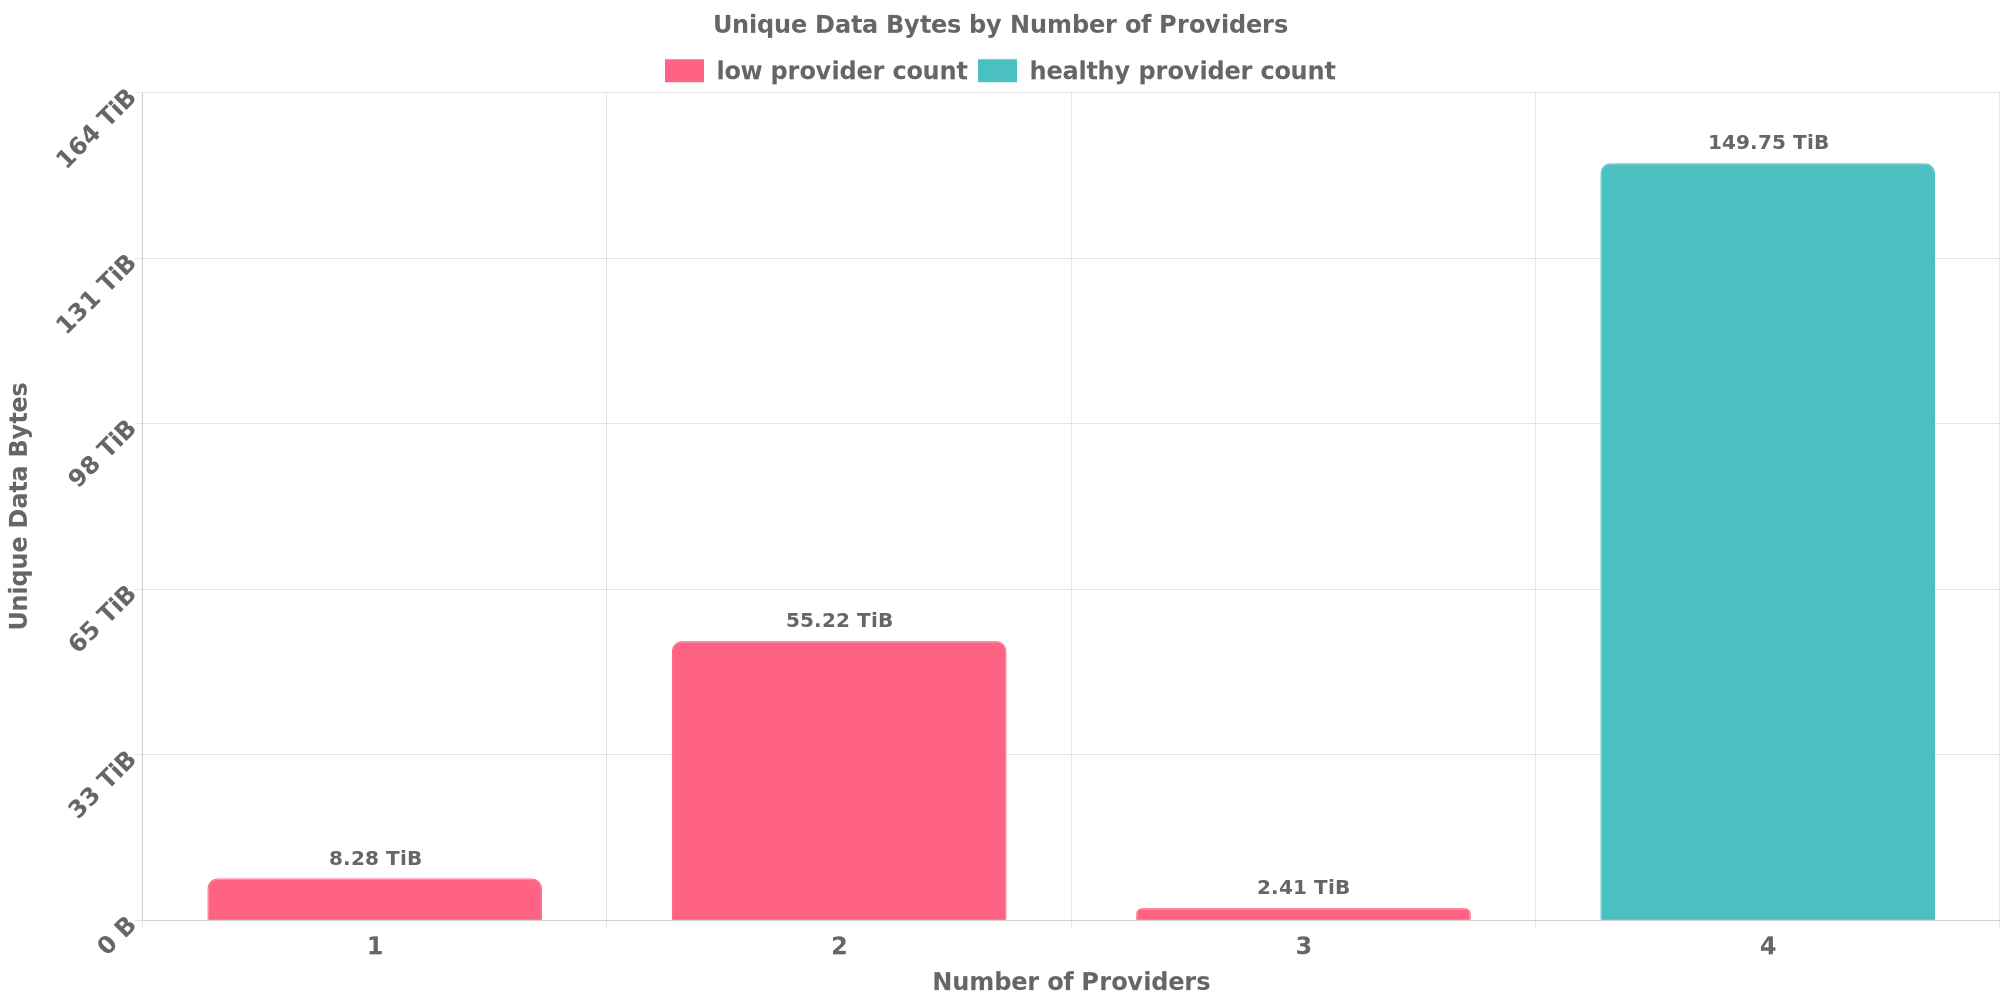 Unique Data Bytes by Number of Providers
low provider count healthy provider count
164 TiB
131 TiB
98 TiB
65 TiB
33 TiB
0 B
Unique Data Bytes
8.28 TiB
55.22 TiB
2.41 TiB
149.75 TiB
1 2 3 4
Number of Providers